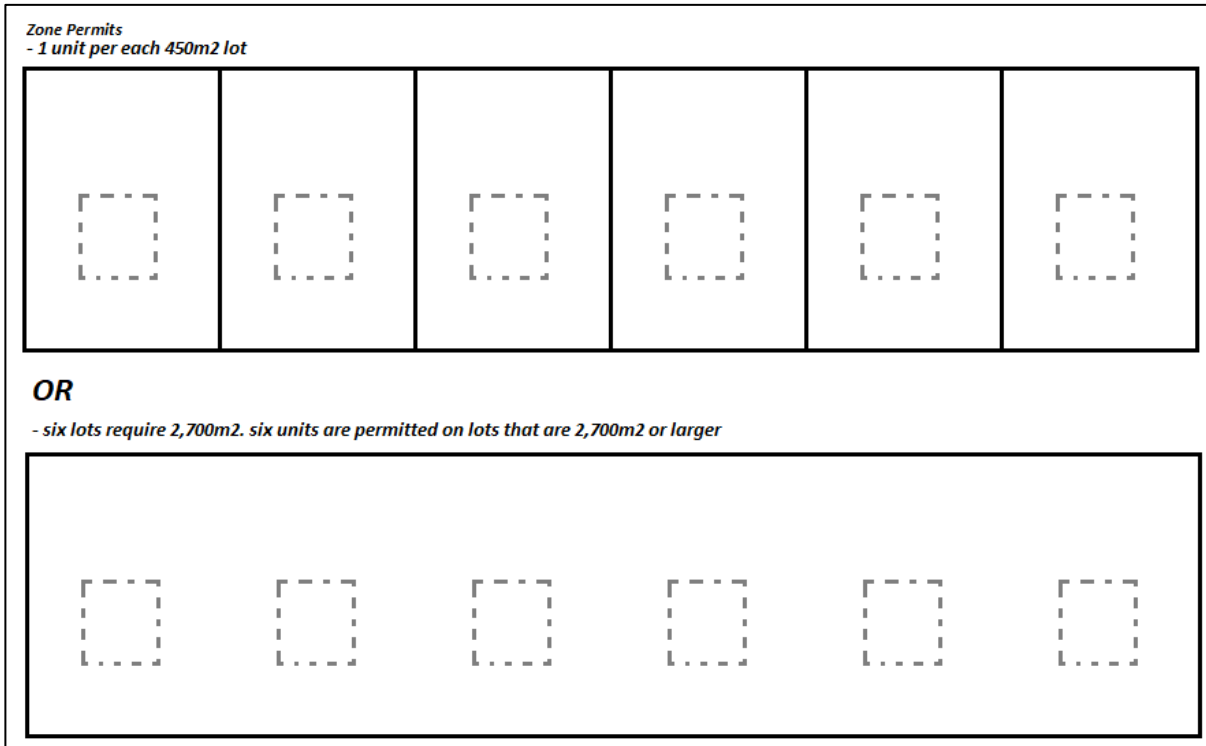 Zone Permits
- 1 unit per each 450m2 lot
OR
- six lots require 2,700m2. six units are permitted on lots that are 2,700m2 or larger